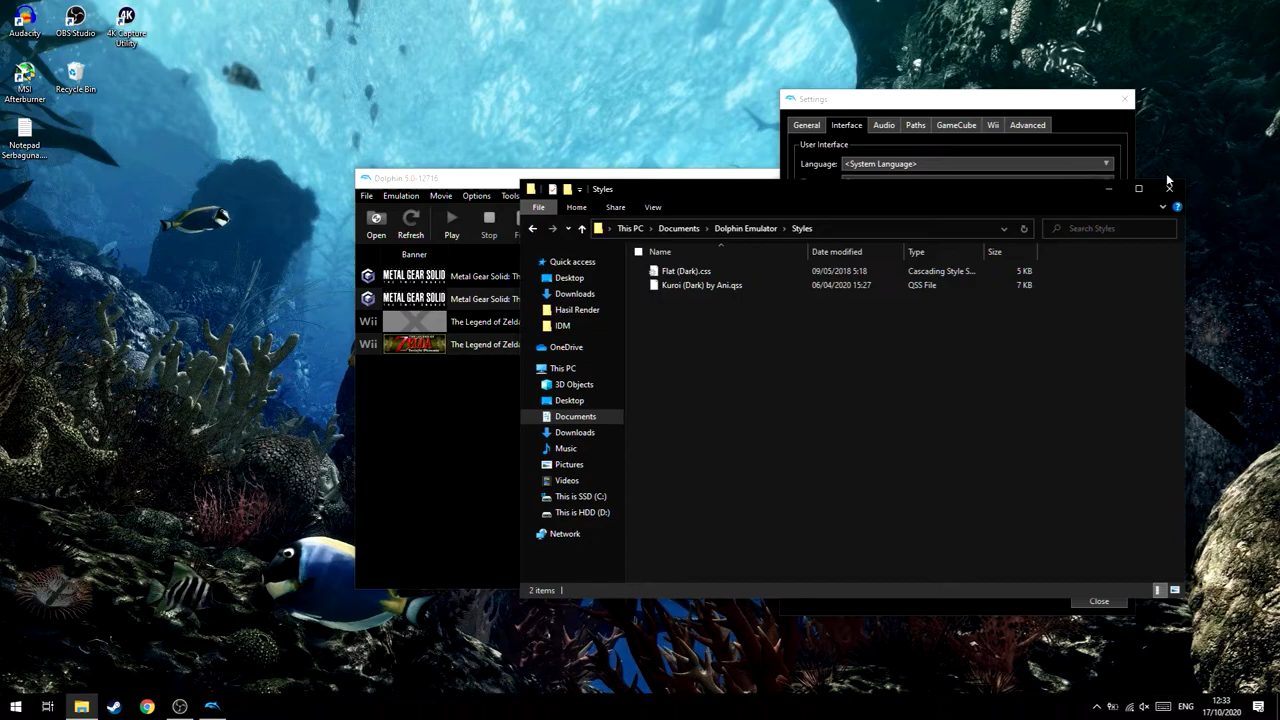 Audacity
OBS Studio
4K Capture
Utility
MSI
Afterburner
Recycle Bin
Notepad
Serbaguna....
Settings
General
Interface
Audio
Paths
GameCube
Wii
Advanced
User Interface
Language:
<System Language>
Dolphin 5.0-12716
File
Emulation
Movie
Options
Tools
Open
Refresh
Play
Stop
Banner
METAL GEAR SOLID
Metal Gear Solid: Th
METAL GEAR SOLID
Metal Gear Solid: Th
Wii
The Legend of Zelda
Wii
ZELDA
The Legend of Zelda
Styles
File
Home
Share
View
This PC
Documents
Dolphin Emulator
Styles
Search Styles
Name
Date modified
Type
Size
Flat (Dark).css
09/05/2018 5:18
Cascading Style S...
5 KB
Kuroi (Dark) by Ani.qss
06/04/2020 15:27
QSS File
7 KB
Quick access
Desktop
Downloads
Hasil Render
IDM
OneDrive
This PC
3D Objects
Desktop
Documents
Downloads
Music
Pictures
Videos
This is SSD (C:)
This is HDD (D:)
Network
2 items
Close
ENG
12:33
17/10/2020